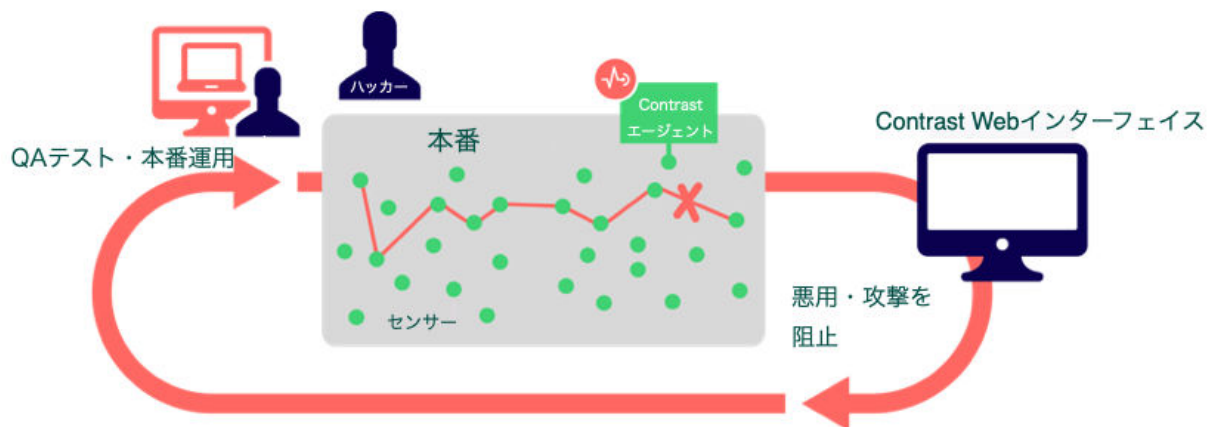 ハッカー
Contrast
エージェント
本番
Contrast Webインターフェイス
QAテスト・本番運用
悪用・攻撃を
阻止
センサー